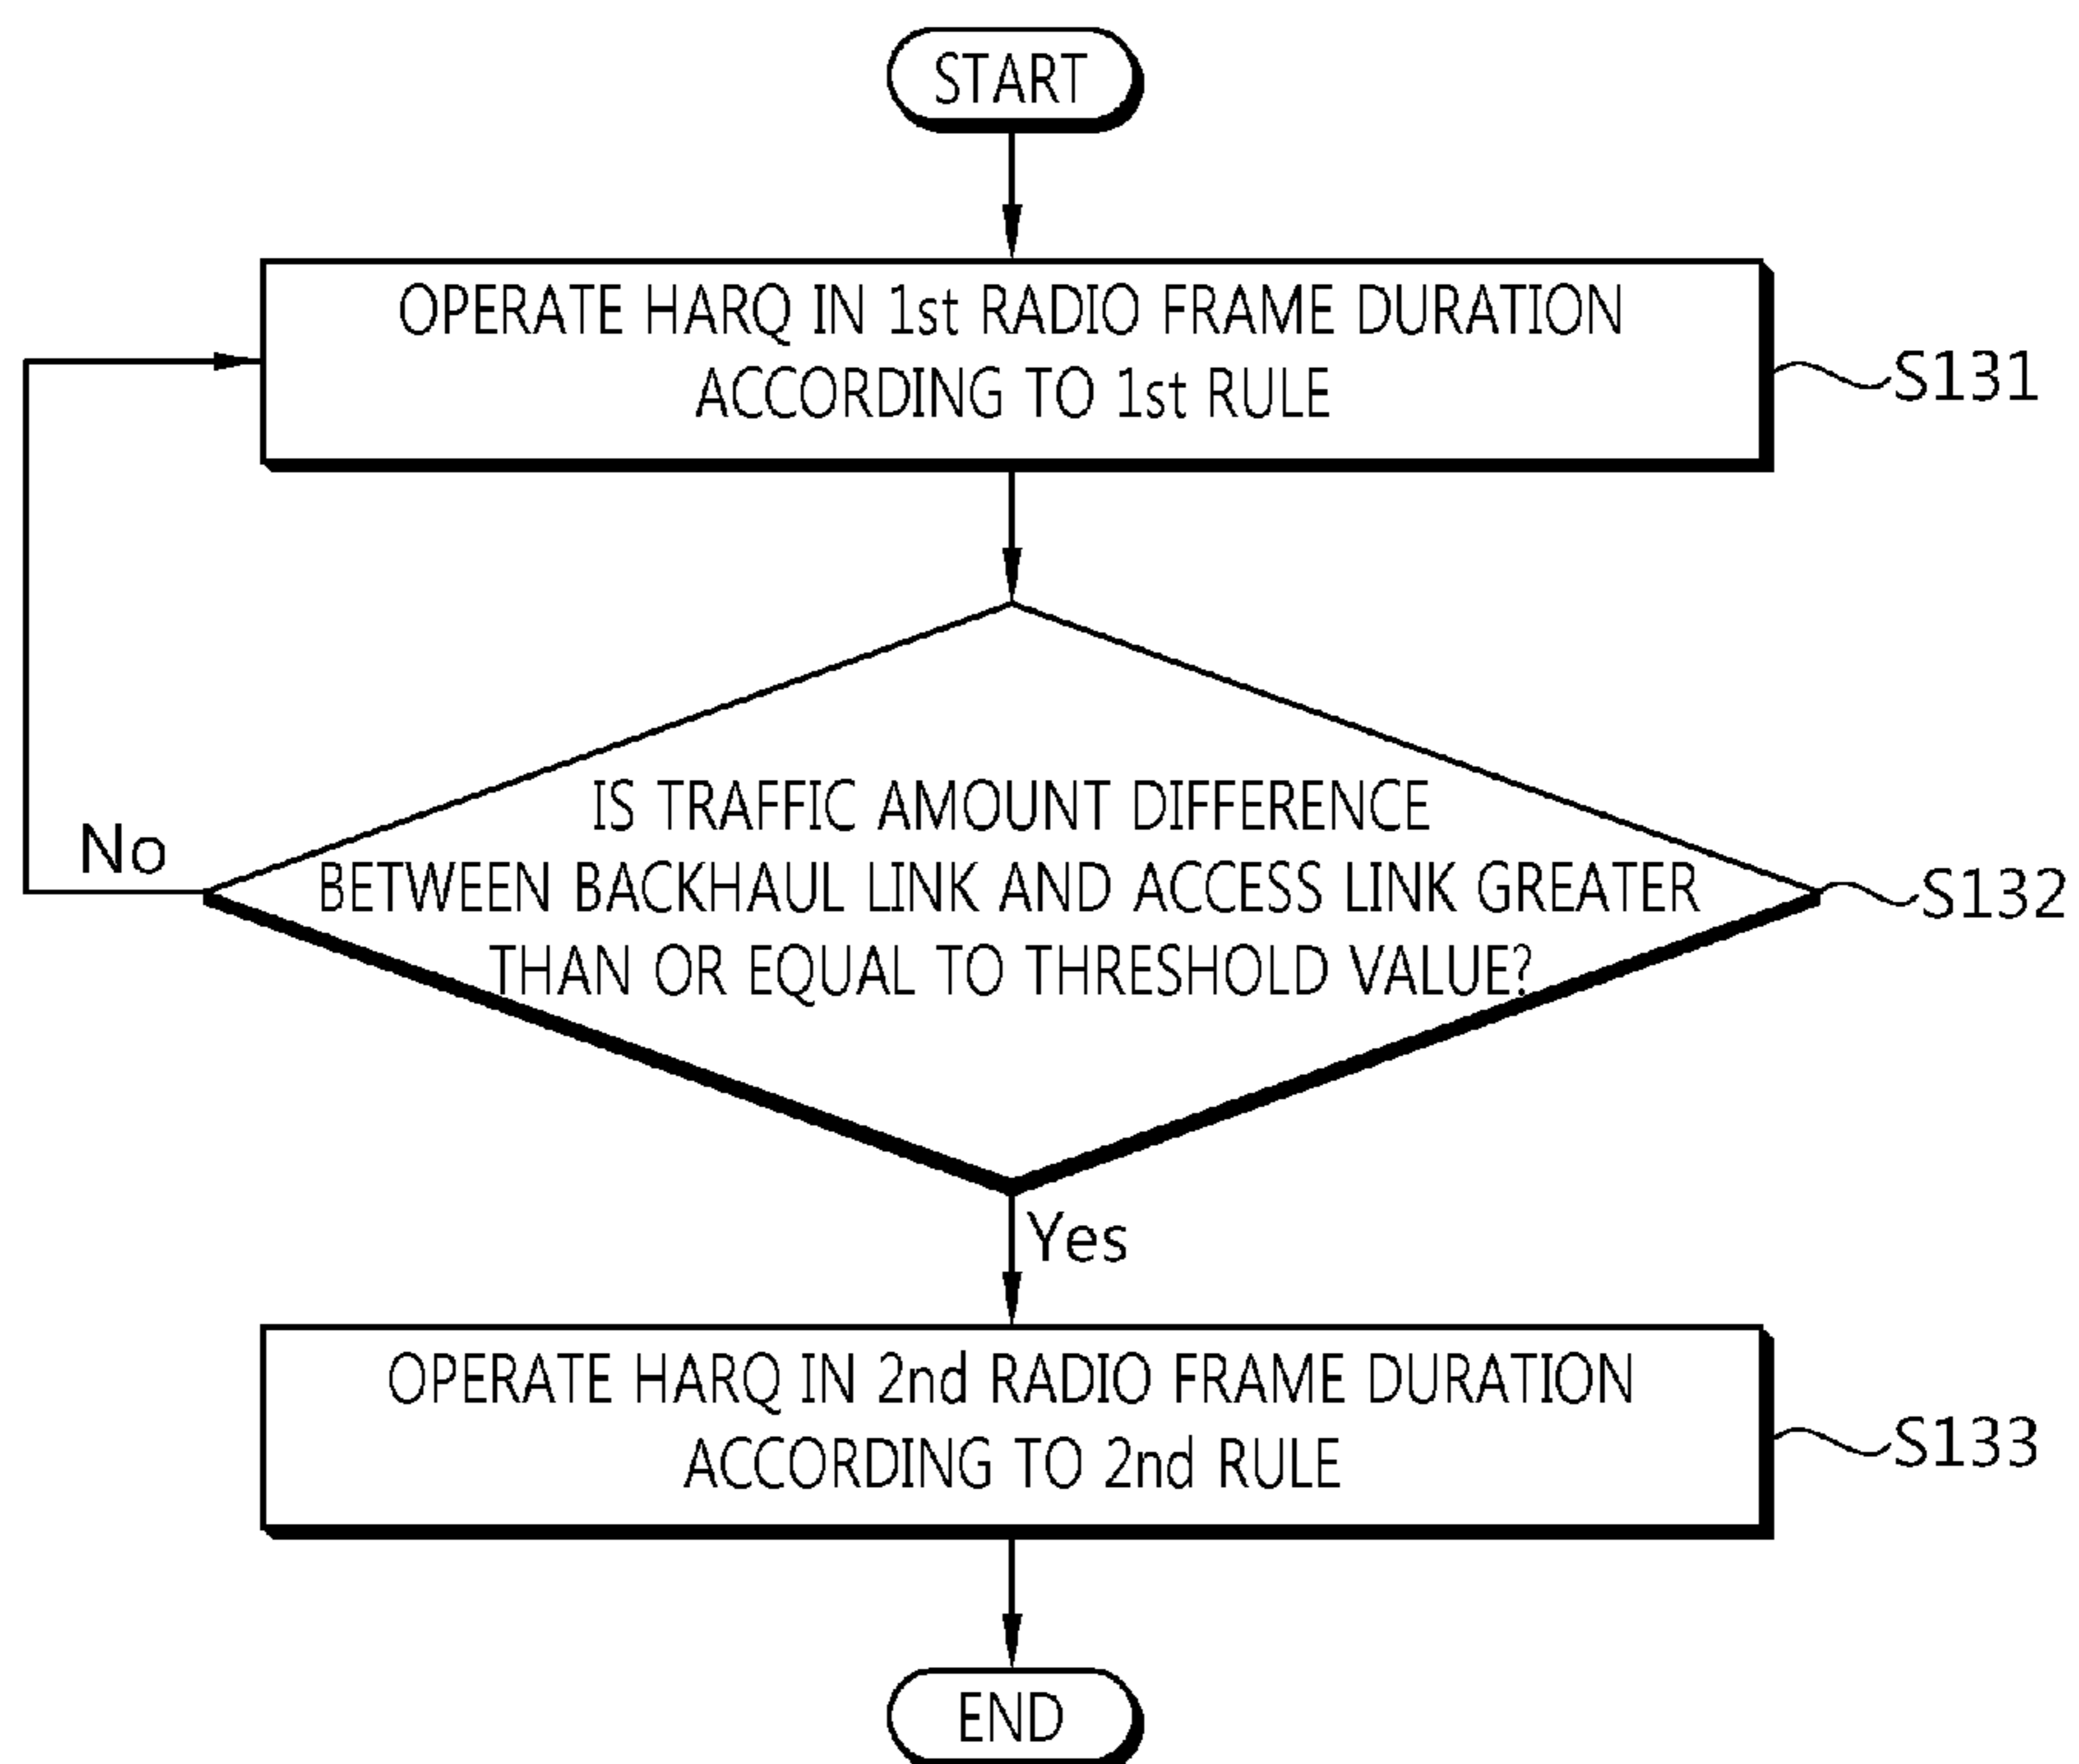 START
OPERATE HARQ IN 1st RADIO FRAME DURATION
ACCORDING TO 1st RULE
S131
IS TRAFFIC AMOUNT DIFFERENCE
BETWEEN BACKHAUL LINK AND ACCESS LINK GREATER
THAN OR EQUAL TO THRESHOLD VALUE?
No
S132
Yes
OPERATE HARQ IN 2nd RADIO FRAME DURATION
ACCORDING TO 2nd RULE
S133
END